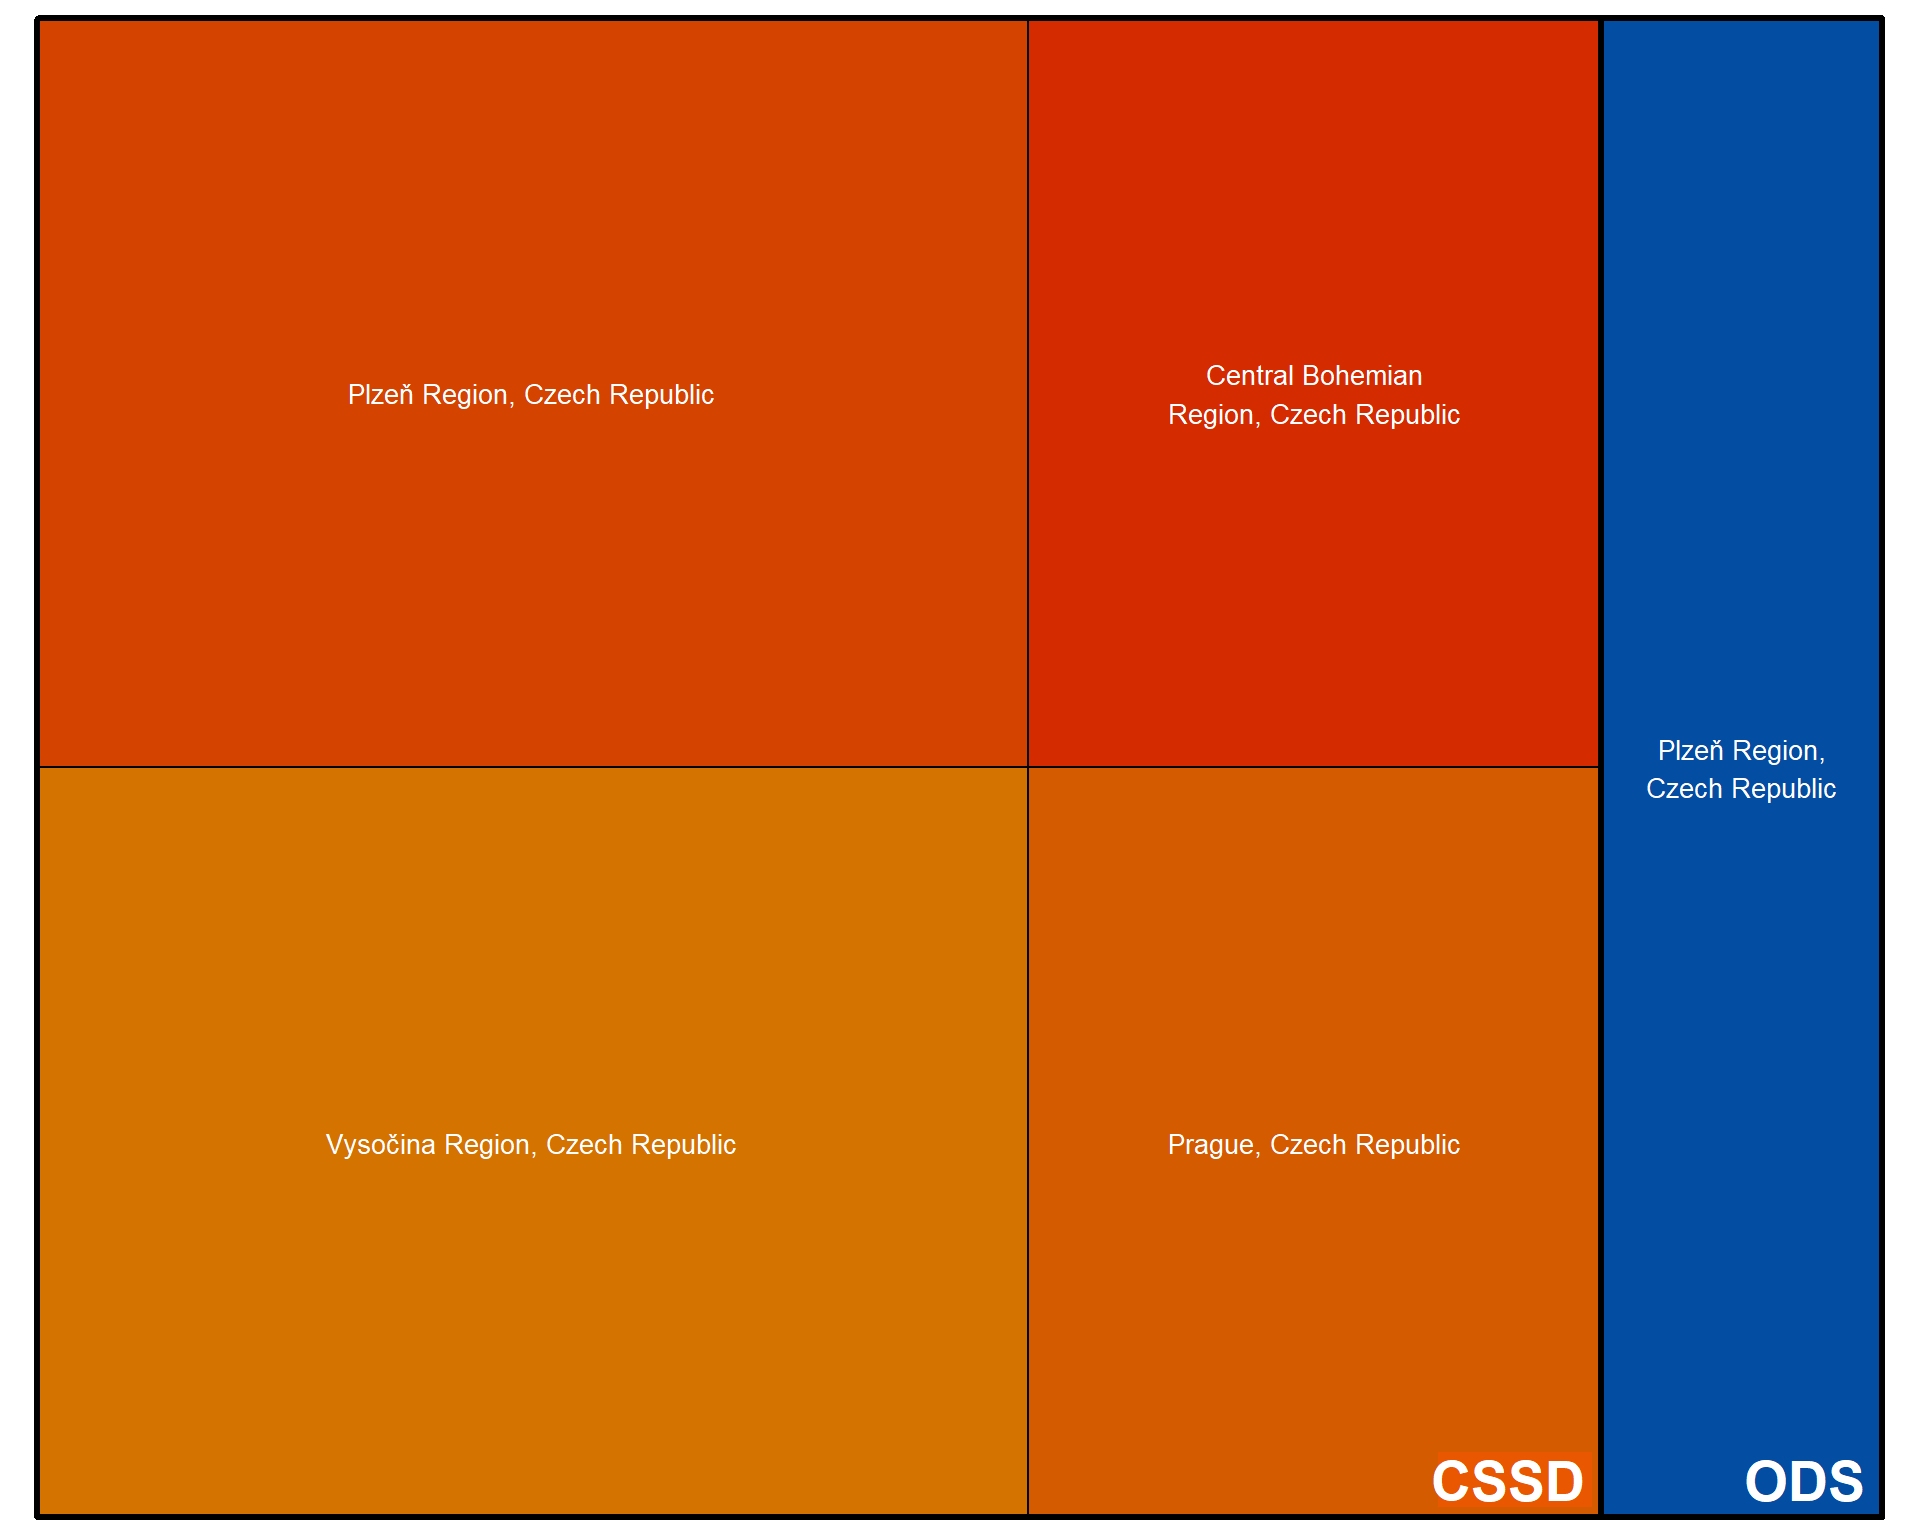 Plzeň Region, Czech Republic
Central Bohemian
Region, Czech Republic
Plzeň Region,
Czech Republic
Vysočina Region, Czech Republic
Prague, Czech Republic
CSSD
ODS